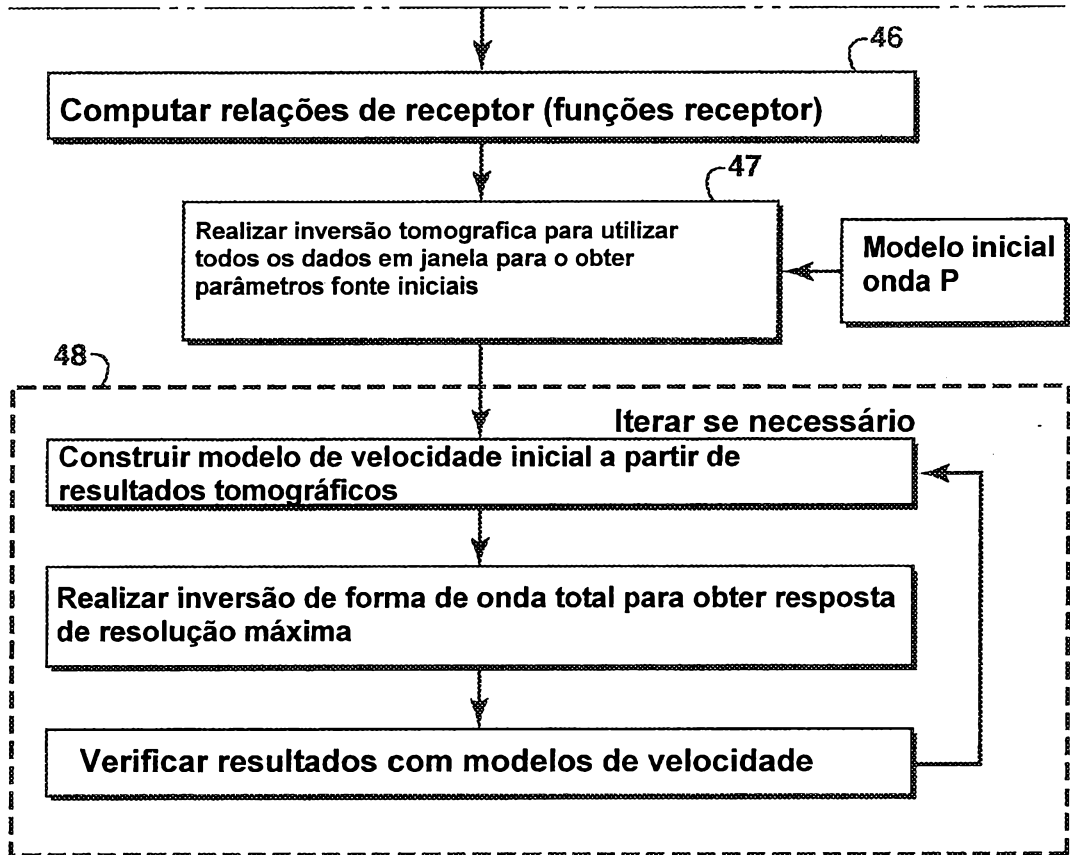 46
Computar relações de receptor (funções receptor)
47
Realizar inversão tomografica para utilizar
todos os dados em janela para o obter
parâmetros fonte iniciais
Modelo inicial
onda P
48
Iterar se necessário
Construir modelo de velocidade inicial a partir de
resultados tomográficos
Realizar inversão de forma de onda total para obter resposta
de resolução máxima
Verificar resultados com modelos de velocidade